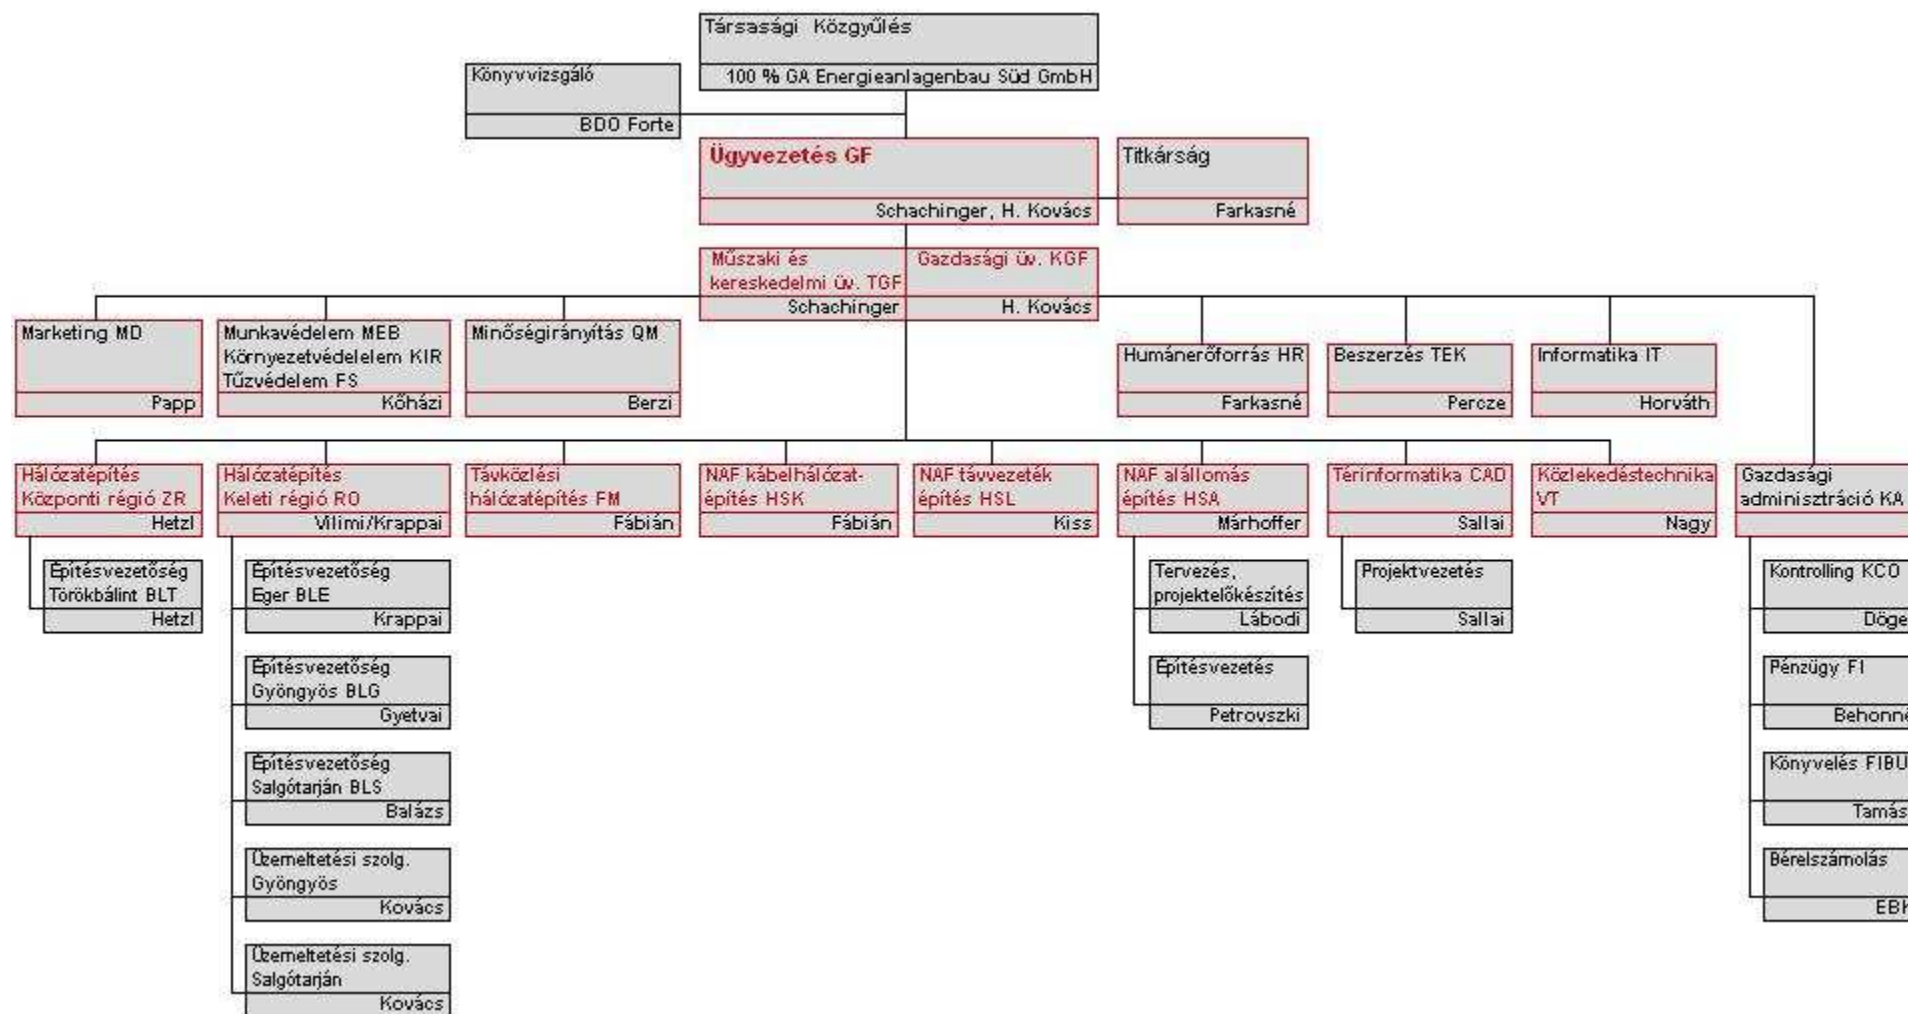 Társasági Közgyűlés
100 % GA Energieanlagenbau Süd GmbH
Könyvvizsgáló
BDO Forte
Ügyvezetés GF
Schachinger, H. Kovács
Titkárság
Farkasné
Műszaki és
kereskedelmi üv. TGF
Schachinger
Gazdasági üv. KGF
H. Kovács
Marketing MD
Papp
Munkavédelem MEB
Környezetvédelelem KIR
Tűzvédelem FS
Kőházi
Minőségirányítás QM
Berzi
Humánerőforrás HR
Farkasné
Beszerzés TEK
Percze
Informatika IT
Horváth
Hálózatépítés
Központi régió ZR
Hetzl
Hálózatépítés
Keleti régió RO
Vilimi/Krappai
Távközlési
hálózatépítés FM
Fábián
NAF kábelhálózat-
építés HSK
Fábián
NAF távvezeték
építés HSL
Kiss
NAF alállomás
építés HSA
Márhoffer
Térinformatika CAD
Sallai
Közlekedéstechnika
VT
Nagy
Gazdasági
adminisztráció KA
Építésvezetőség
Törökbálint BLT
Hetzl
Építésvezetőség
Eger BLE
Krappai
Építésvezetőség
Gyöngyös BLG
Gyetvai
Építésvezetőség
Salgótarján BLS
Balázs
Üzemeltetési szolg.
Gyöngyös
Kovács
Üzemeltetési szolg.
Salgótarján
Kovács
Tervezés,
projektelőkészítés
Lábodi
Építésvezetés
Petrovszki
Projektvezetés
Sallai
Kontrolling KCO
Döge
Pénzügy FI
Behonné
Könyvelés FIBU
Tamás
Bérelszámolás